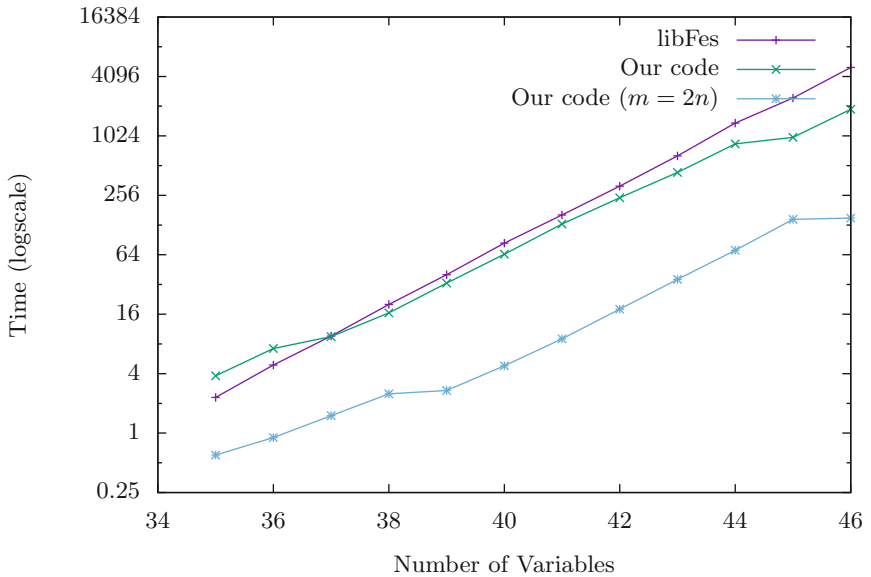 16384
4096
1024
256
64
16
4
1
0.25
34 36 38 40 42 44 46
Time (logscale)
Number of Variables
libFes
Our code
Our code (m = 2n)